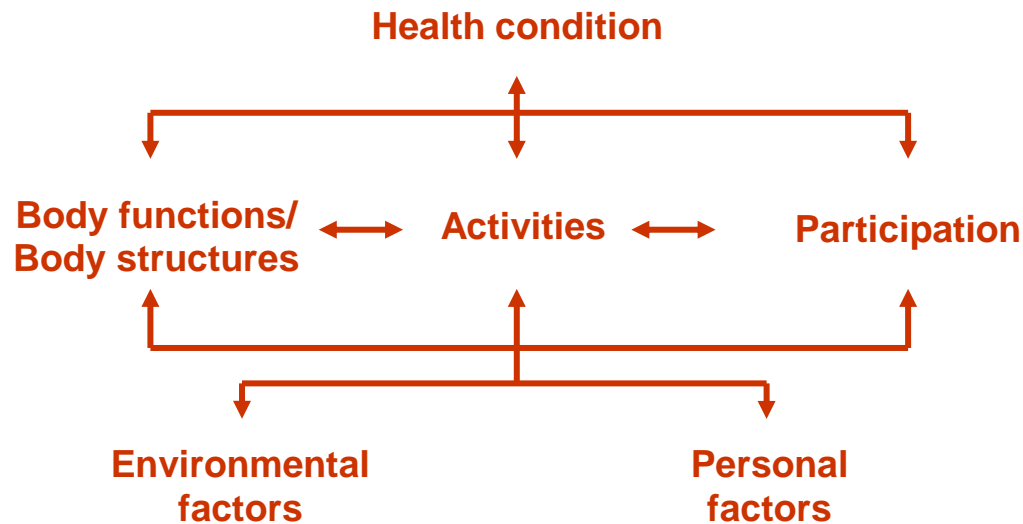 Health condition
Body functions/
Body structures
Activities
Participation
Environmental
factors
Personal
factors